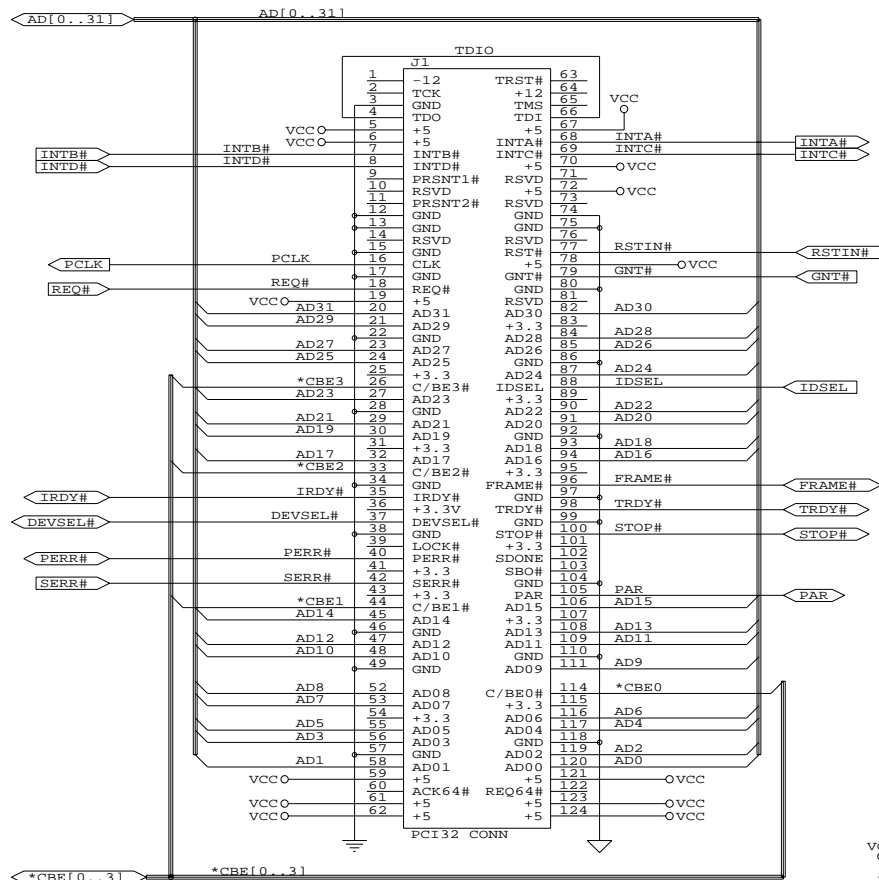 AD[0..31] AD[0..31]
TDIO
J1
1 -12 TRST# 63
2 TCK +12 64
3 GND TMS 65
4 TDO TDI 66
VCC
VCC 5 +5 +5 67
VCC 6 +5 INTA# 68 INTA# INTA#
INTB# INTB# 7 INTB# INTC# 69 INTC# INTC#
INTD# INTD# 8 INTD# +5 70 VCC
9 PRSNT1# RSVD 71
10 RSVD +5 72 VCC
11 PRSNT2# RSVD 73
12 GND GND 74
13 GND GND 75
14 RSVD RSVD 76
15 GND RST# 77 RSTIN# RSTIN#
PCLK PCLK 16 CLK +5 78 VCC
17 GND GNT# 79 GNT# GNT#
REQ# REQ# 18 REQ# GND 80
VCC 19 +5 RSVD 81
AD31 20 AD31 AD30 82 AD30
AD29 21 AD29 +3.3 83
22 GND AD28 84 AD28
AD27 23 AD27 AD26 85 AD26
AD25 24 AD25 GND 86
25 +3.3 AD24 87 AD24
*CBE3 26 C/BE3# IDSEL 88 IDSEL IDSEL
AD23 27 AD23 +3.3 89
28 GND AD22 90 AD22
AD21 29 AD21 AD20 91 AD20
AD19 30 AD19 GND 92
31 +3.3 AD18 93 AD18
AD17 32 AD17 AD16 94 AD16
*CBE2 33 C/BE2# +3.3 95
34 GND FRAME# 96 FRAME# FRAME#
IRDY# IRDY# 35 IRDY# GND 97
36 +3.3V TRDY# 98 TRDY# TRDY#
DEVSEL# DEVSEL# 37 DEVSEL# GND 99
38 GND STOP# 100 STOP# STOP#
39 LOCK# +3.3 101
PERR# PERR# 40 PERR# SDONE 102
41 +3.3 SBO# 103
SERR# SERR# 42 SERR# GND 104
43 +3.3 PAR 105 PAR PAR
*CBE1 44 C/BE1# AD15 106 AD15
AD14 45 AD14 +3.3 107
46 GND AD13 108 AD13
AD12 47 AD12 AD11 109 AD11
AD10 48 AD10 GND 110
49 GND AD09 111 AD9
AD8 52 AD08 C/BE0# 114 *CBE0
AD7 53 AD07 +3.3 115
54 +3.3 AD06 116 AD6
AD5 55 AD05 AD04 117 AD4
AD3 56 AD03 GND 118
57 GND AD02 119 AD2
AD1 58 AD01 AD00 120 AD0
VCC 59 +5 +5 121 VCC
60 ACK64# REQ64# 122
VCC 61 +5 +5 123 VCC
VCC 62 +5 +5 124 VCC
PCI32 CONN
*CBE[0..3] *CBE[0..3]